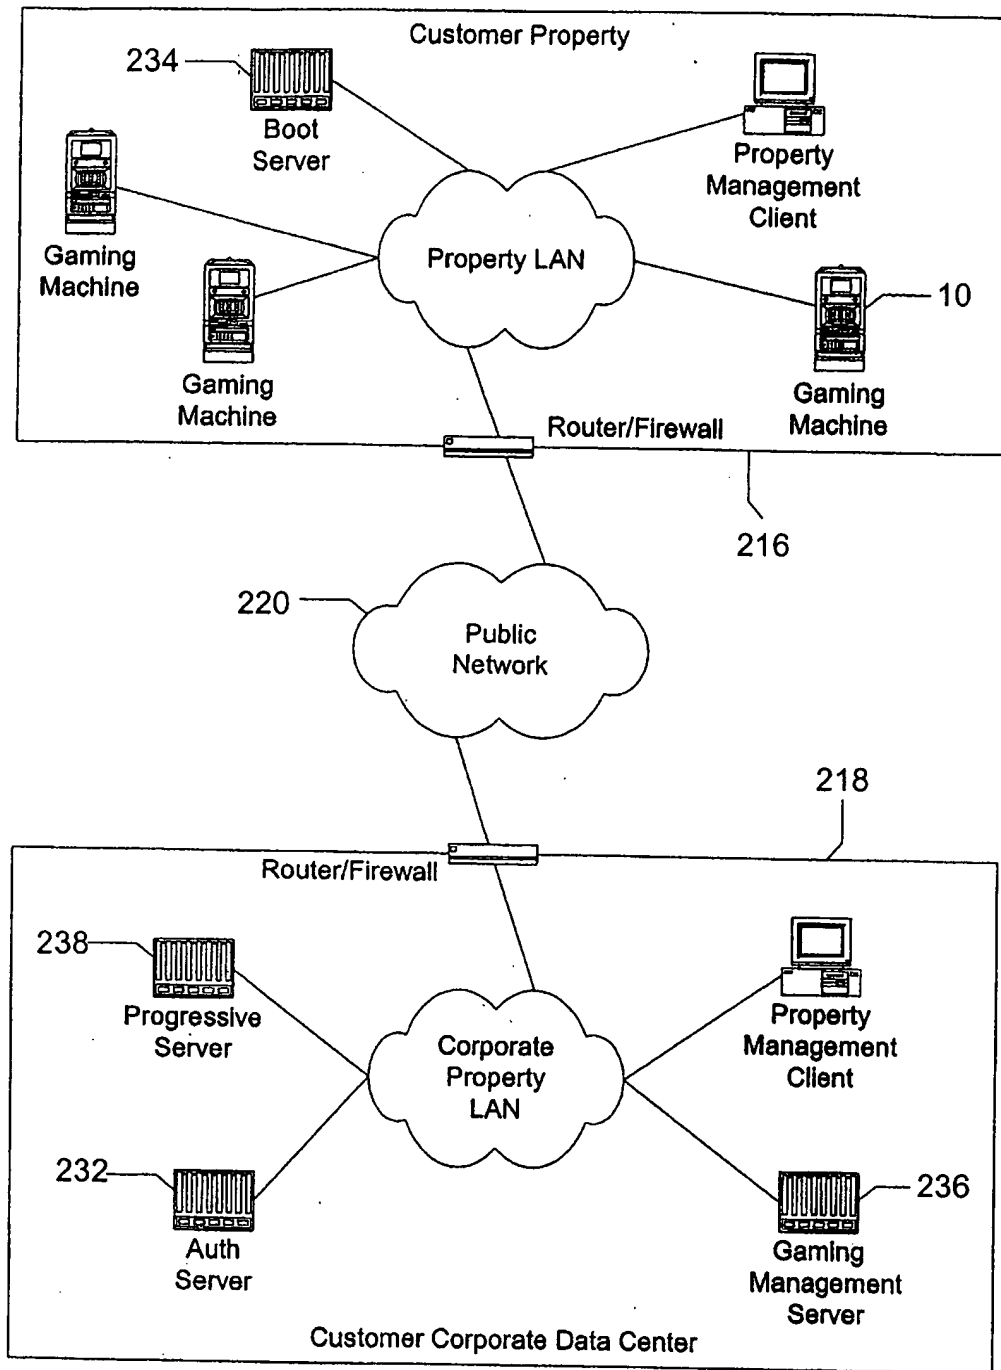 Customer Property
234
Boot
Server
Property
Management
Client
Gaming
Machine
Property LAN
10
Gaming
Machine
Gaming
Machine
Router/Firewall
216
220
Public
Network
218
Router/Firewall
238
Progressive
Server
Corporate
Property
LAN
Property
Management
Client
232
Auth
Server
236
Gaming
Management
Server
Customer Corporate Data Center